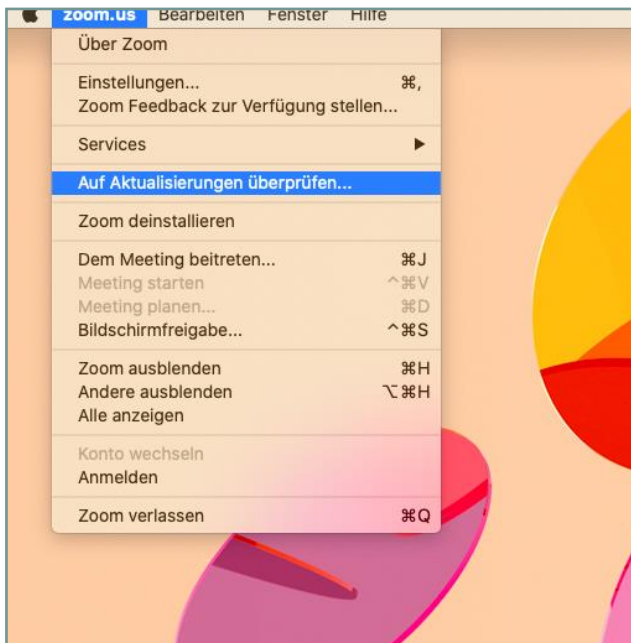 zoom.us Bearbeiten Fenster Hilfe
Über Zoom
Einstellungen... ⌘,
Zoom Feedback zur Verfügung stellen...
Services ▶
Auf Aktualisierungen überprüfen...
Zoom deinstallieren
Dem Meeting beitreten... ⌘J
Meeting starten ^⌘V
Meeting planen... ⌘D
Bildschirmfreigabe... ^⌘S
Zoom ausblenden ⌘H
Andere ausblenden ⌥⌘H
Alle anzeigen
Konto wechseln
Anmelden
Zoom verlassen ⌘Q